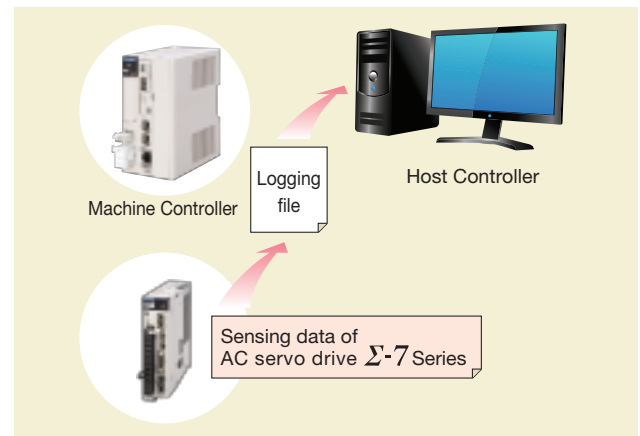 Machine Controller
Logging
file
Host Controller
Sensing data of
AC servo drive Σ-7 Series